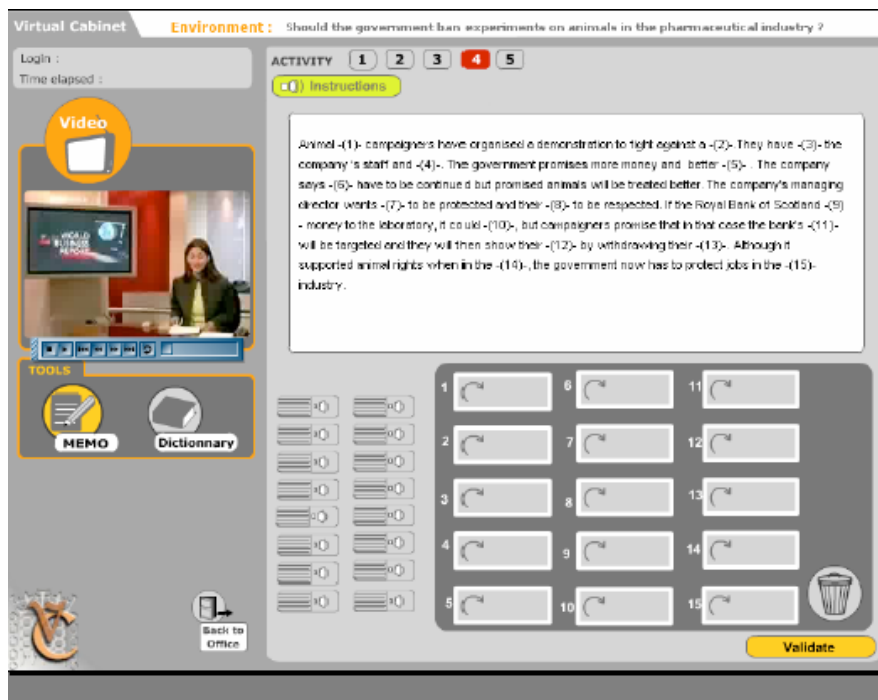 Virtual Cabinet
Environment : Should the government ban experiments on animals in the pharmaceutical industry ?
Login :
Time elapsed :
ACTIVITY 1 2 3 4 5
Instructions
Video
Animal -(1)- campaigners have organised a demonstration to fight against a -(2)-. They have -(3)- the
company 's staff and -(4)-. The government promises more money and better -(5)- . The company
says -(6)- have to be continued but promised animals will be treated better. The company's managing
director wants -(7)- to be protected and their -(8)- to be respected. If the Royal Bank of Scotland -(9)
- money to the laboratory, it could -(10)-, but campaigners promise that in that case the bank's -(11)-
will be targeted and they will then show their -(12)- by withdrawing their -(13)-. Although it
supported animal rights when in the -(14)-, the government now has to protect jobs in the -(15)-
industry.
WORLD
BUSINESS
REPORT
TOOLS
MEMO
Dictionnary
1 6 11
2 7 12
3 8 13
4 9 14
5 10 15
Back to
Office
Validate